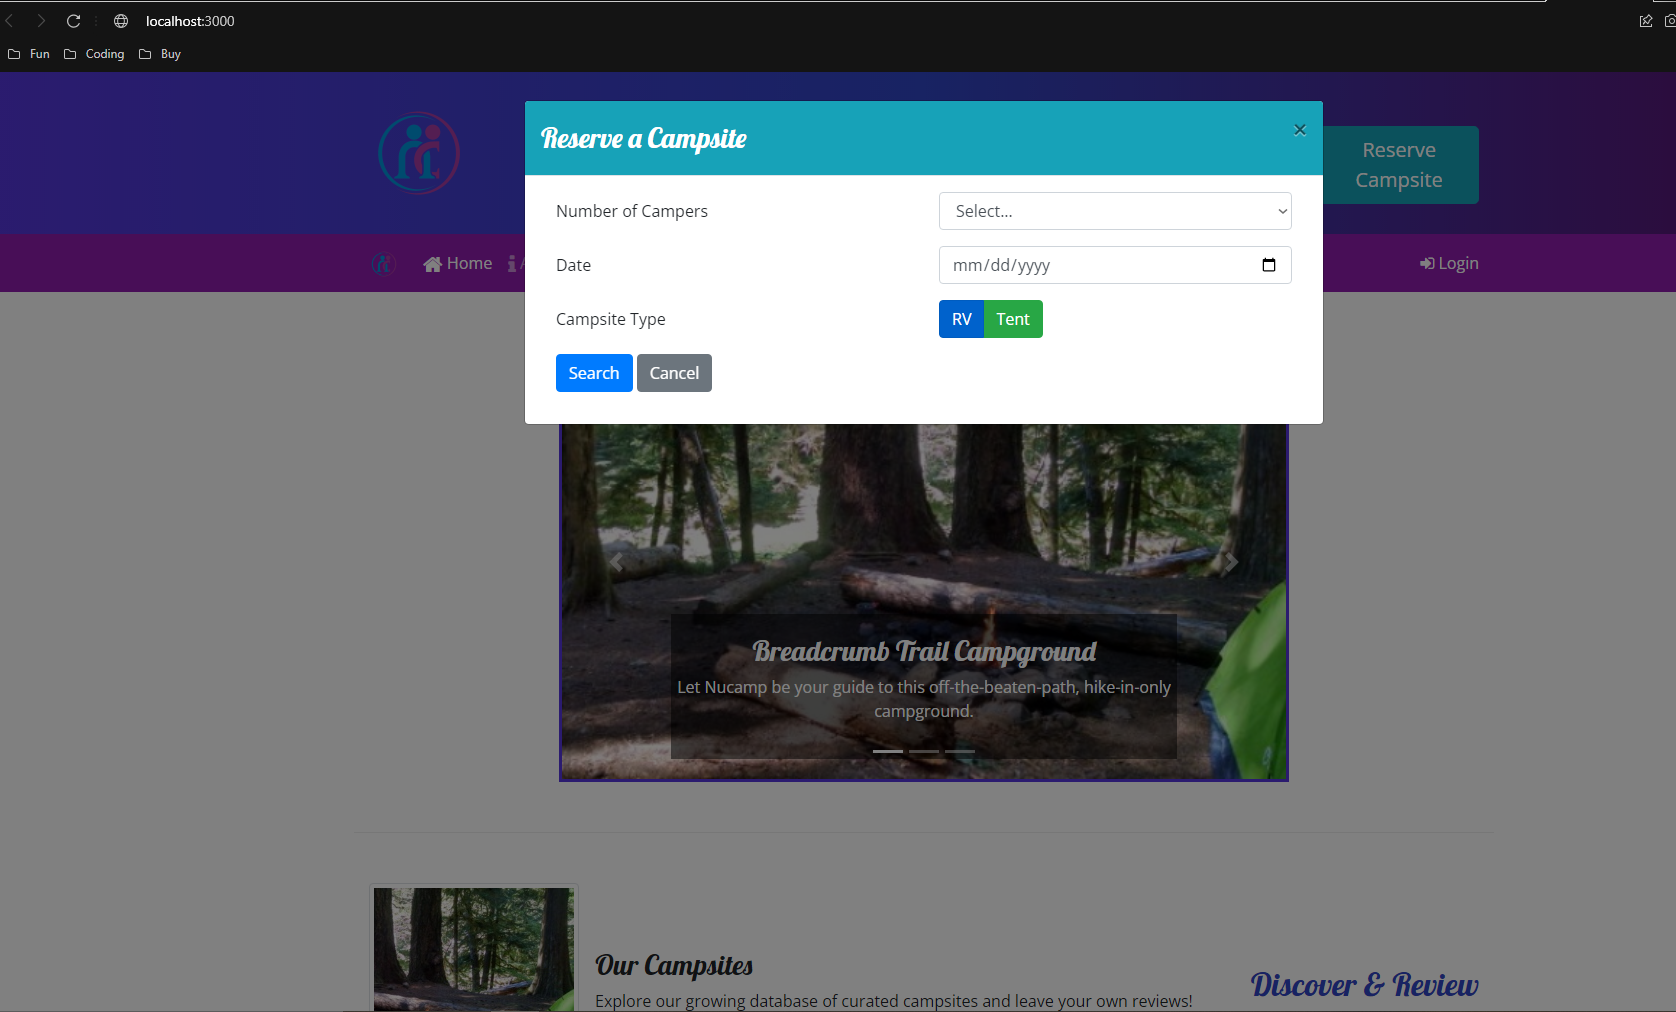 localhost:3000
Fun Coding Buy
Reserve a Campsite
×
Reserve
Campsite
Number of Campers Select...
Date mm/dd/yyyy
Campsite Type RV Tent
Search Cancel
Home
Login
Breadcrumb Trail Campground
Let Nucamp be your guide to this off-the-beaten-path, hike-in-only
campground.
Our Campsites
Explore our growing database of curated campsites and leave your own reviews!
Discover & Review